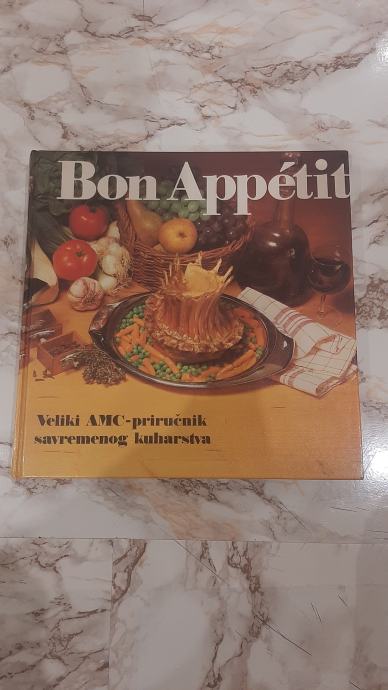 Bon Appétit
Veliki AMC-priručnik
savremenog kuharstva